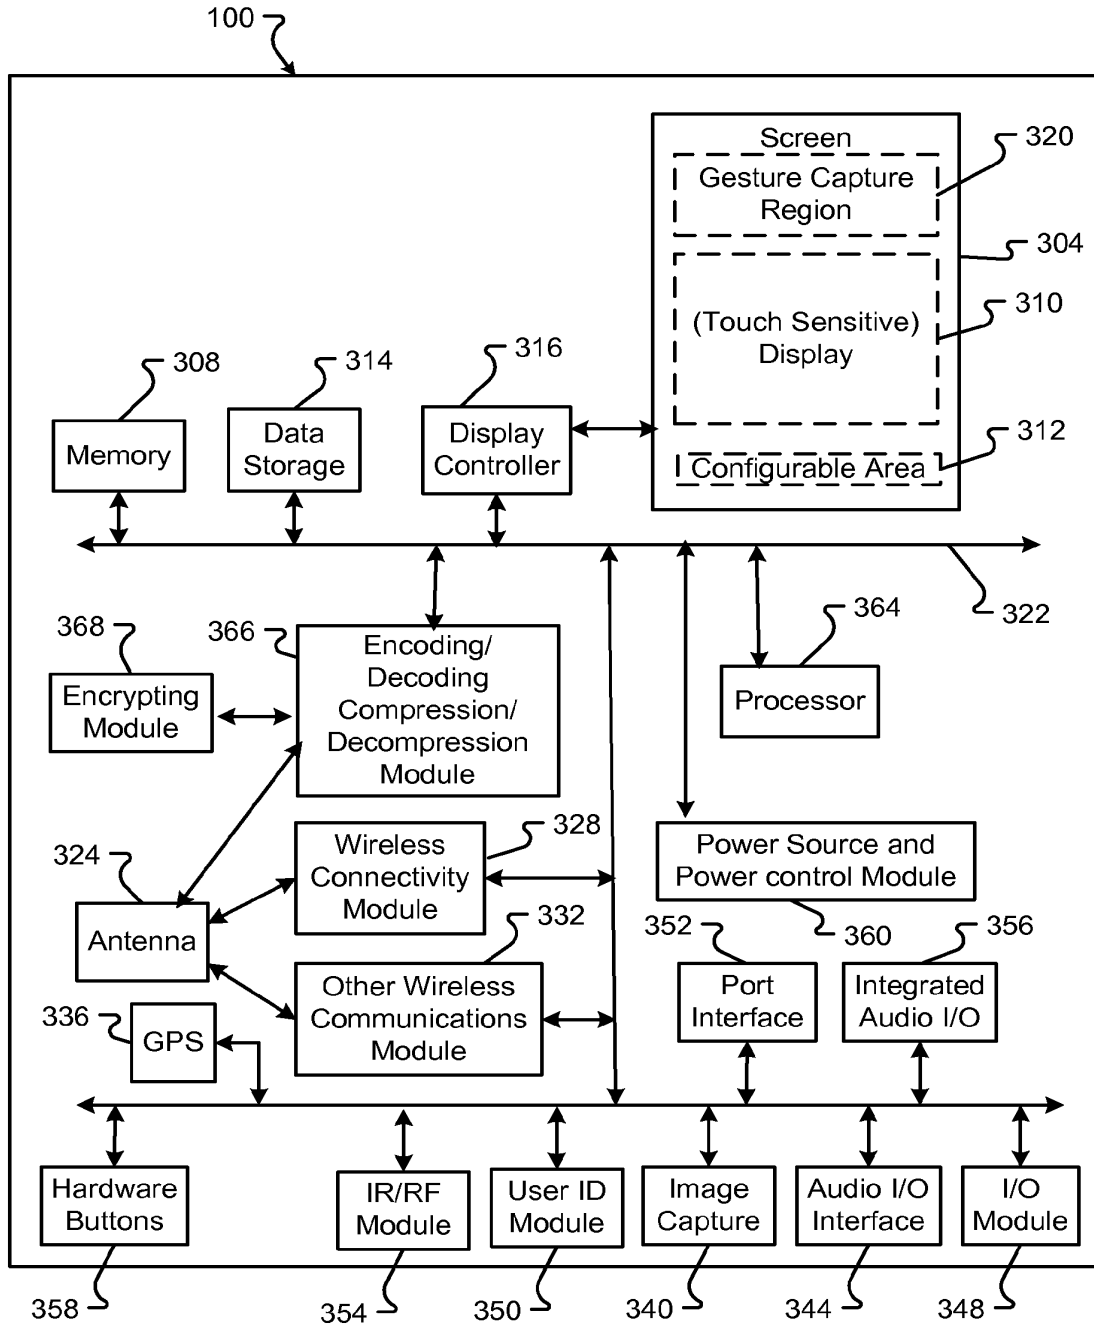 100
Screen
320
Gesture Capture
Region
304
310
(Touch Sensitive)
Display
316
308
314
312
Memory
Data
Storage
Display
Controller
Configurable Area
322
364
368
366
Encoding/
Decoding
Compression/
Decompression
Module
Encrypting
Module
Processor
328
324
Wireless
Connectivity
Module
Power Source and
Power control Module
332
352
360
356
Antenna
336
GPS
Other Wireless
Communications
Module
Port
Interface
Integrated
Audio I/O
Hardware
Buttons
IR/RF
Module
User ID
Module
Image
Capture
Audio I/O
Interface
I/O
Module
358
354
350
340
344
348